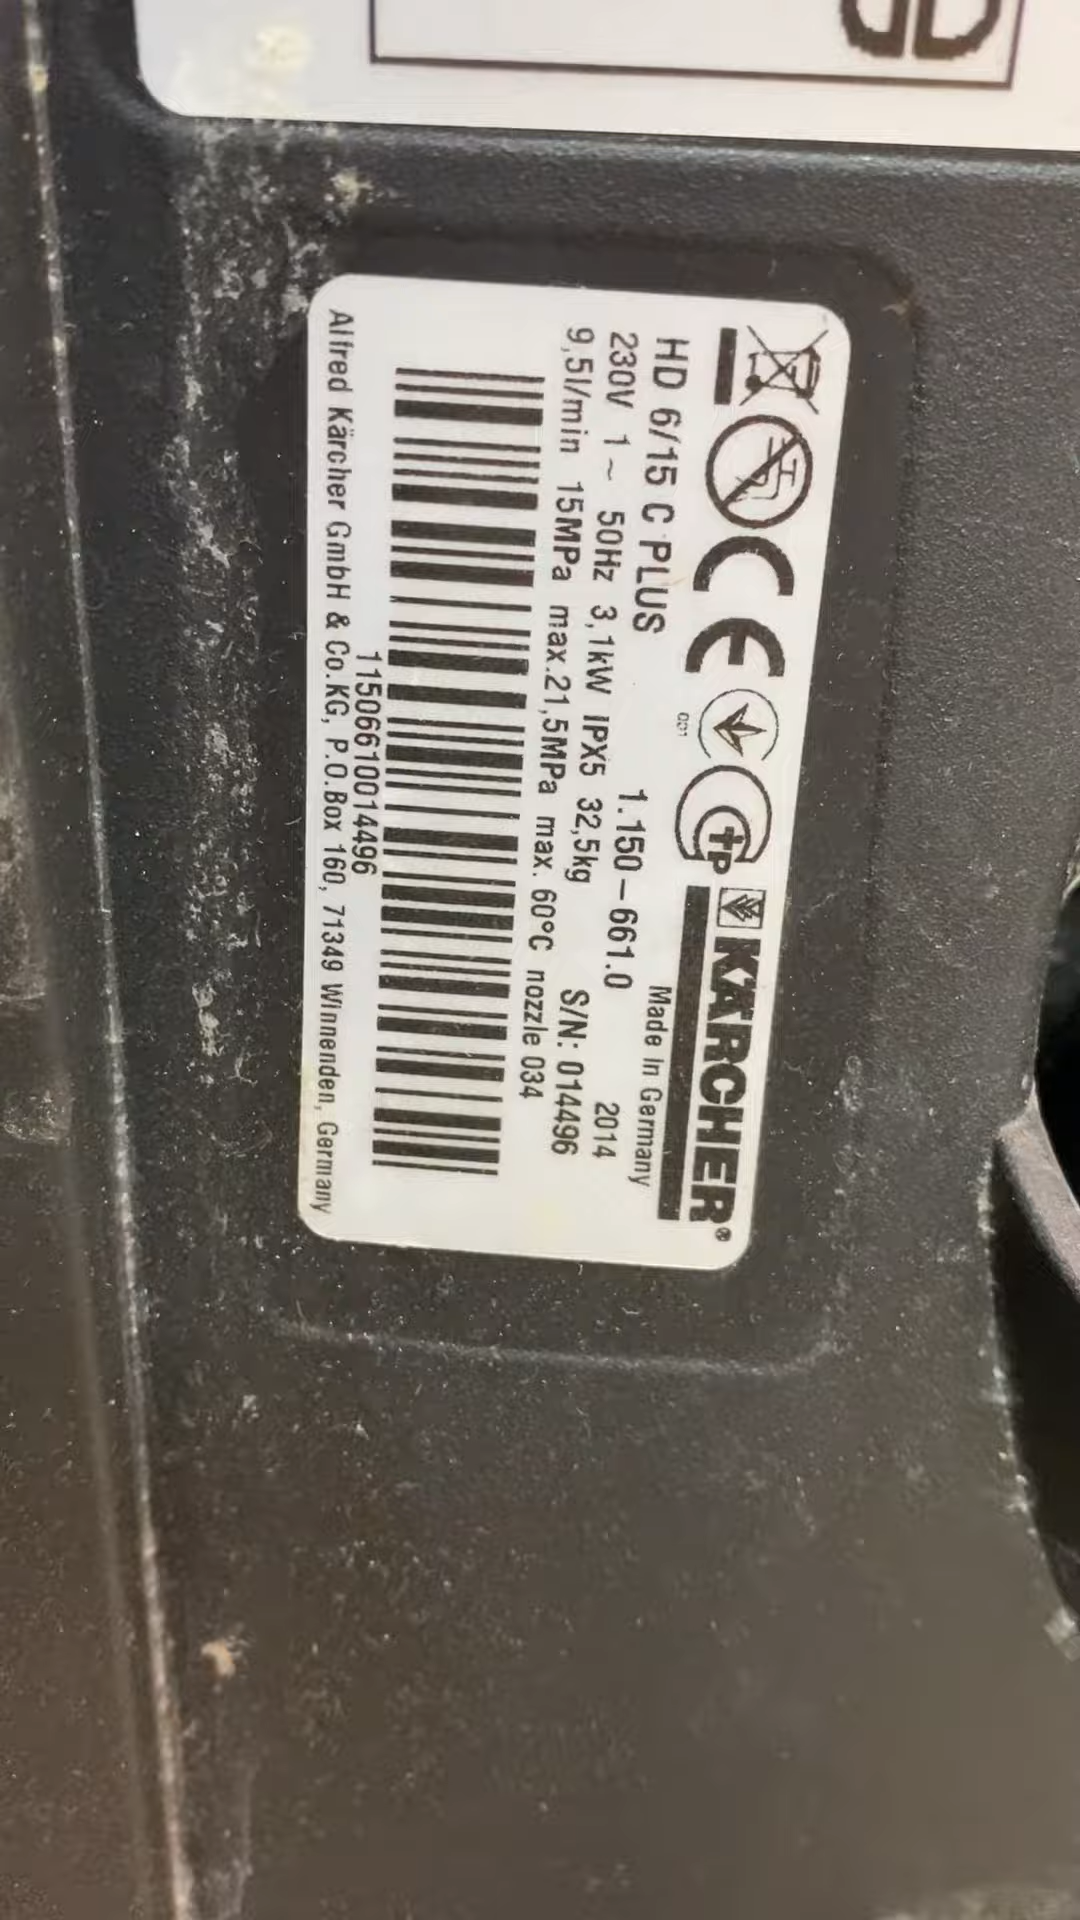 KÄRCHER®
HD 6/15 C PLUS
Made in Germany
230V 1~ 50Hz 3,1kW IPX5 32,5kg
1.150-661.0
2014
9,5l/min 15MPa max.21,5MPa max. 60°C nozzle 034
S/N: 014496
11506610014496
Alfred Kärcher GmbH & Co.KG, P.O.Box 160, 71349 Winnenden, Germany